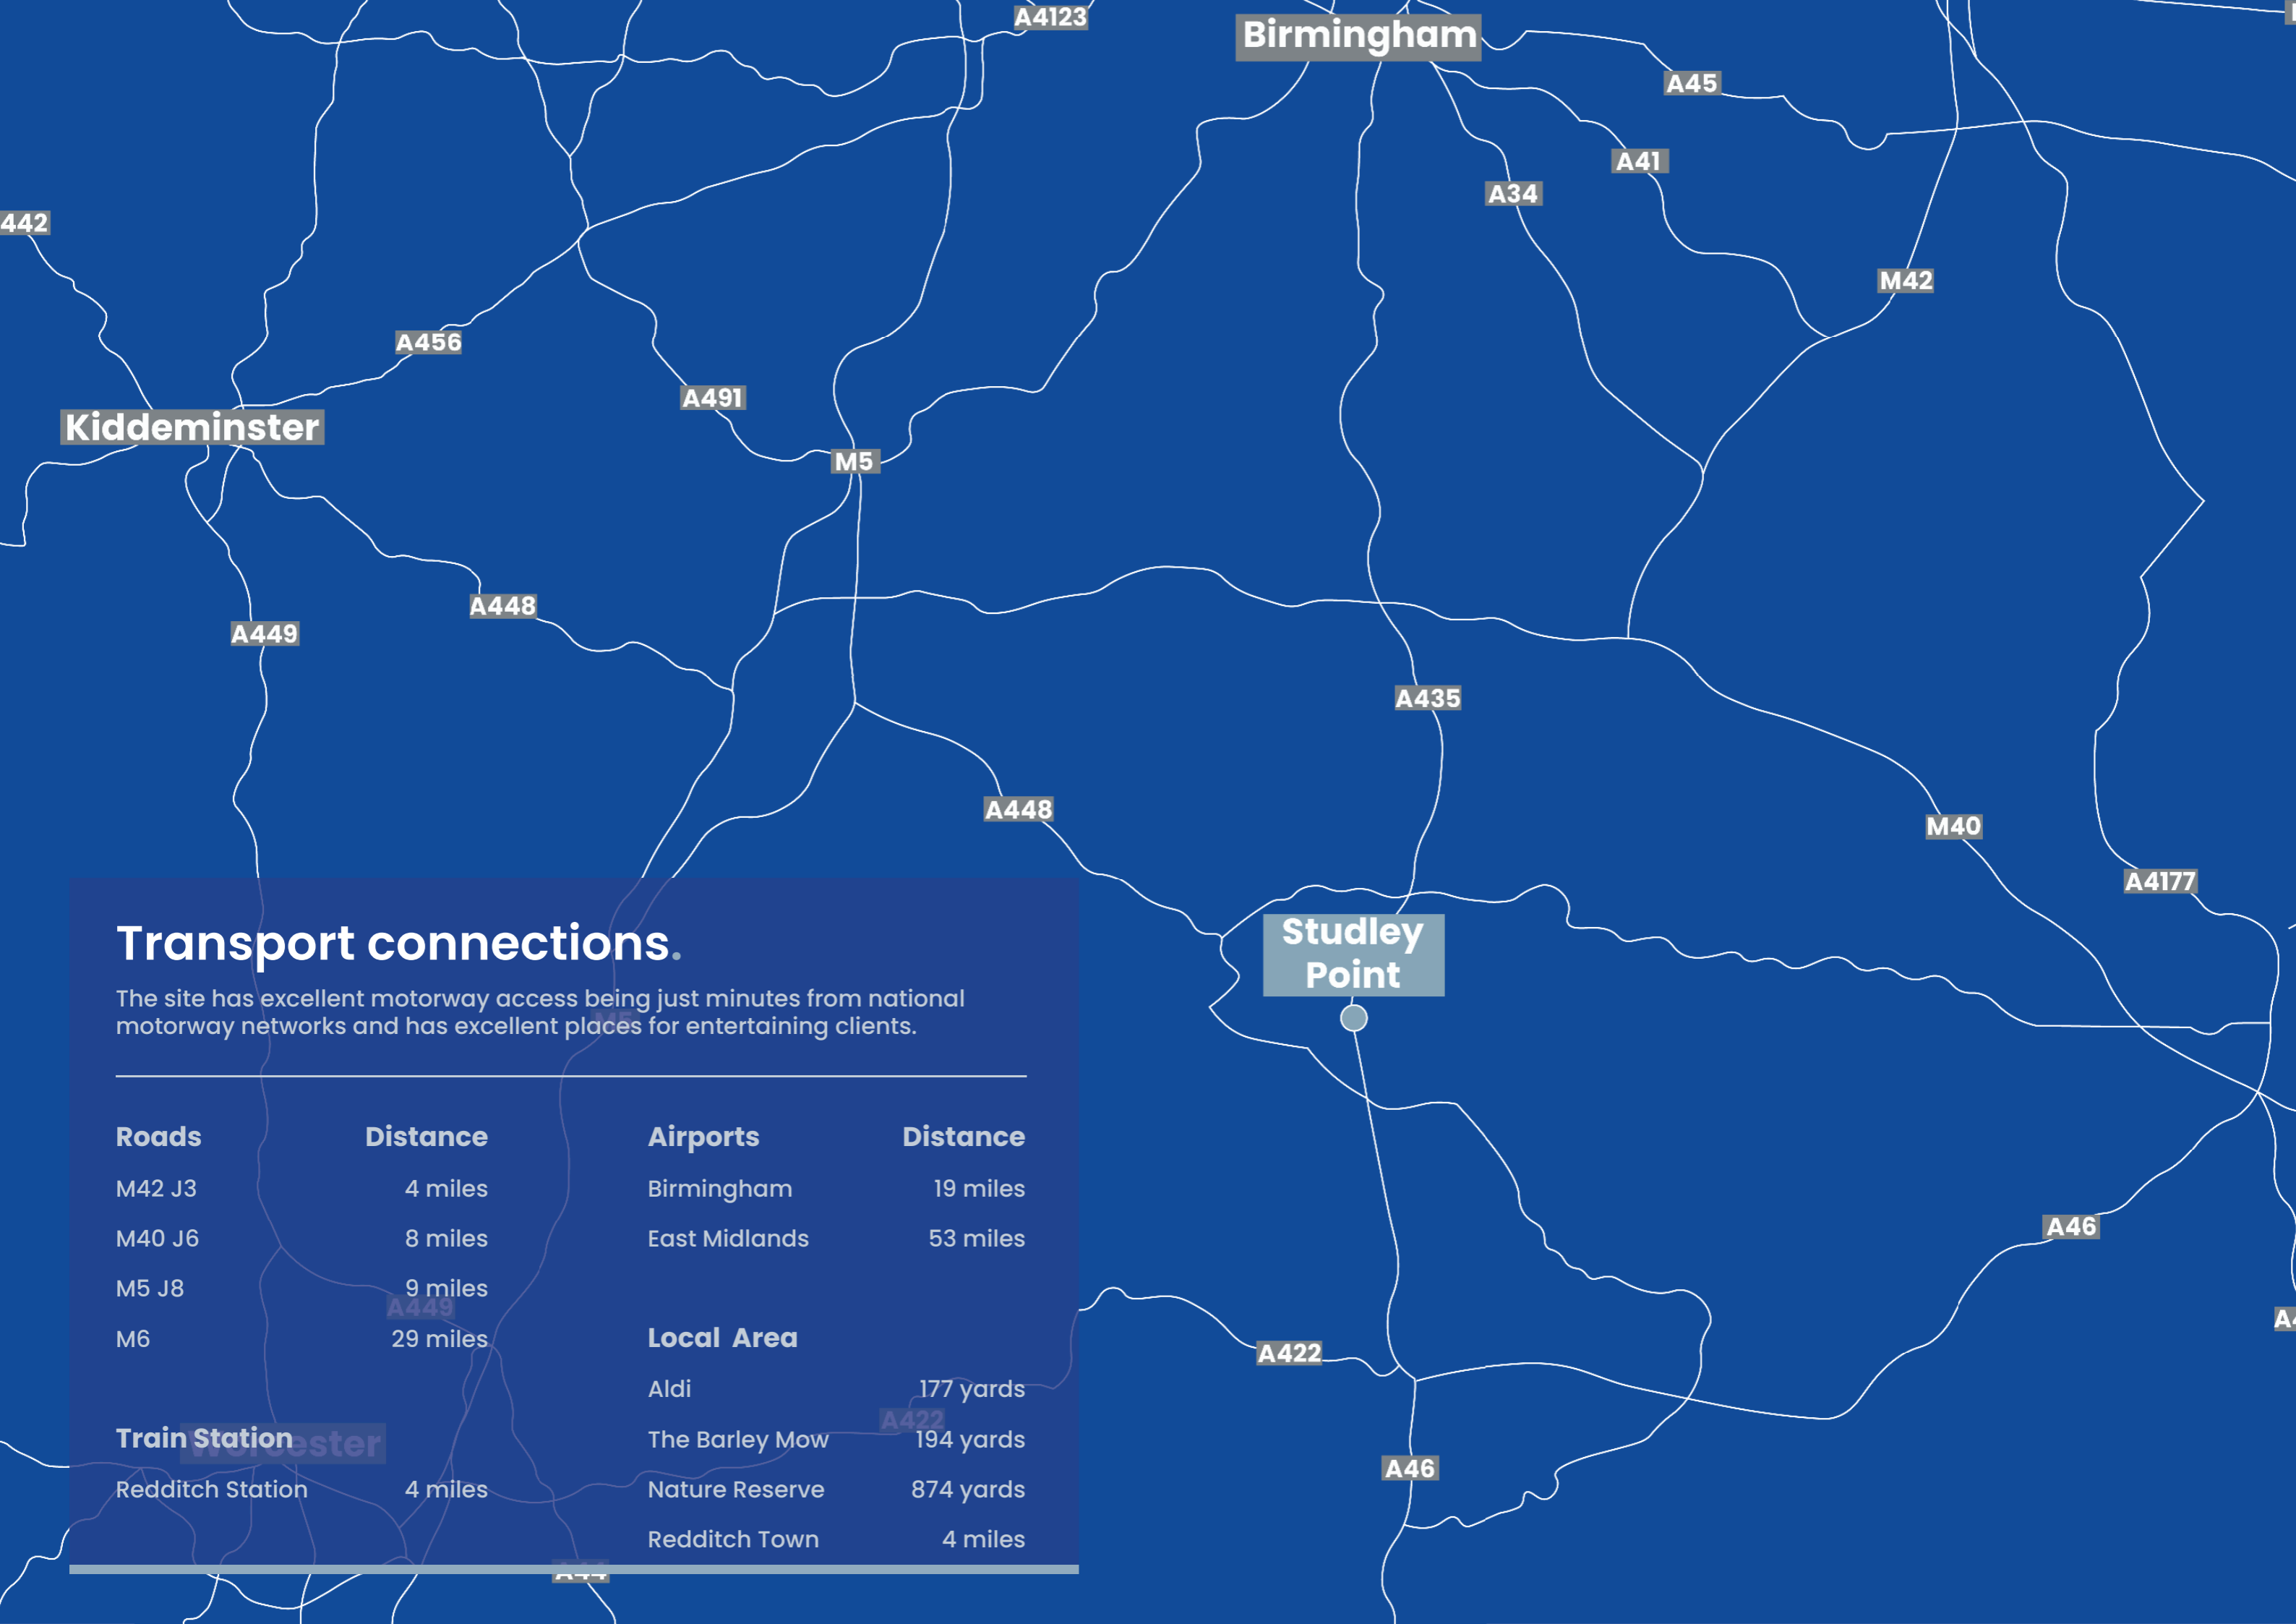 A4123
Birmingham
A45
A41
A34
442
M42
A456
A491
Kiddeminster
M5
A448
A449
A435
A448
M40
A4177
Studley
Point
Transport connections.
The site has excellent motorway access being just minutes from national
motorway networks and has excellent places for entertaining clients.
M5
Roads Distance
M42 J3 4 miles
M40 J6 8 miles
M5 J8 9 miles
M6 29 miles
Train Station
Redditch Station 4 miles
Airports Distance
Birmingham 19 miles
East Midlands 53 miles
Local Area
Aldi 177 yards
The Barley Mow 194 yards
Nature Reserve 874 yards
Redditch Town 4 miles
A449
A422
Worcester
A44
A46
A422
A46